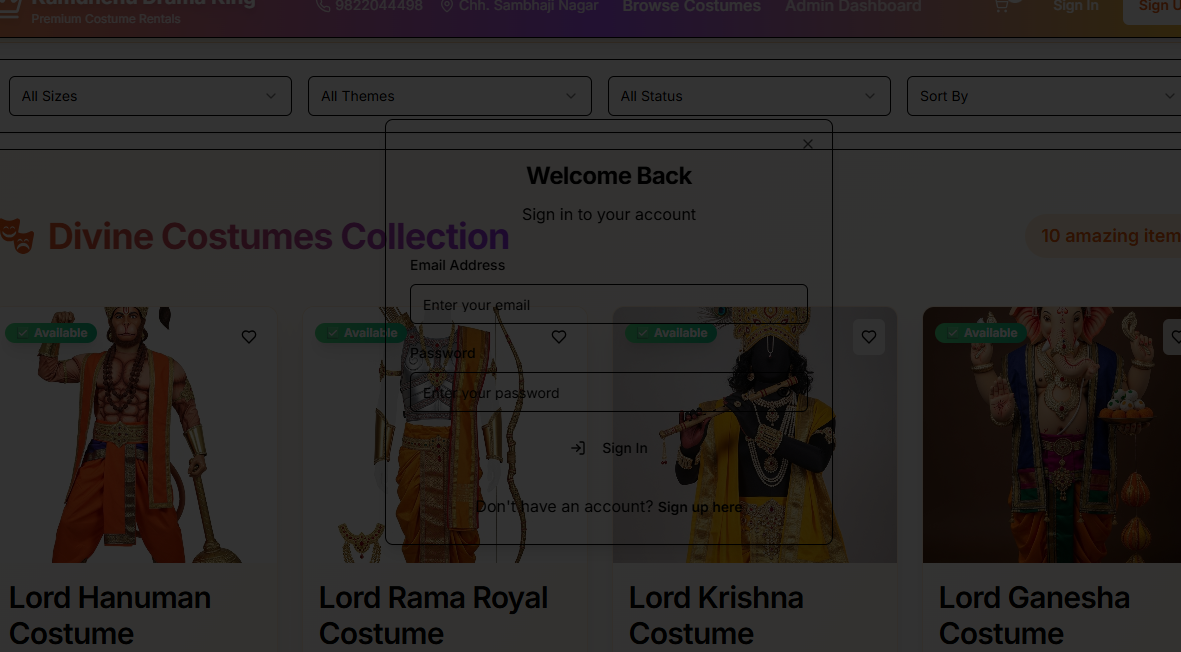 Ramanand Drama King
Premium Costume Rentals
9822044498
Chh. Sambhaji Nagar
Browse Costumes
Admin Dashboard
Sign In
Sign U
All Sizes
All Themes
All Status
Sort By
Welcome Back
Sign in to your account
Divine Costumes Collection
10 amazing item
Email Address
Enter your email
Available
Available
Available
Available
Password
Enter your password
Sign In
Don't have an account? Sign up here
Lord Hanuman
Costume
Lord Rama Royal
Costume
Lord Krishna
Costume
Lord Ganesha
Costume